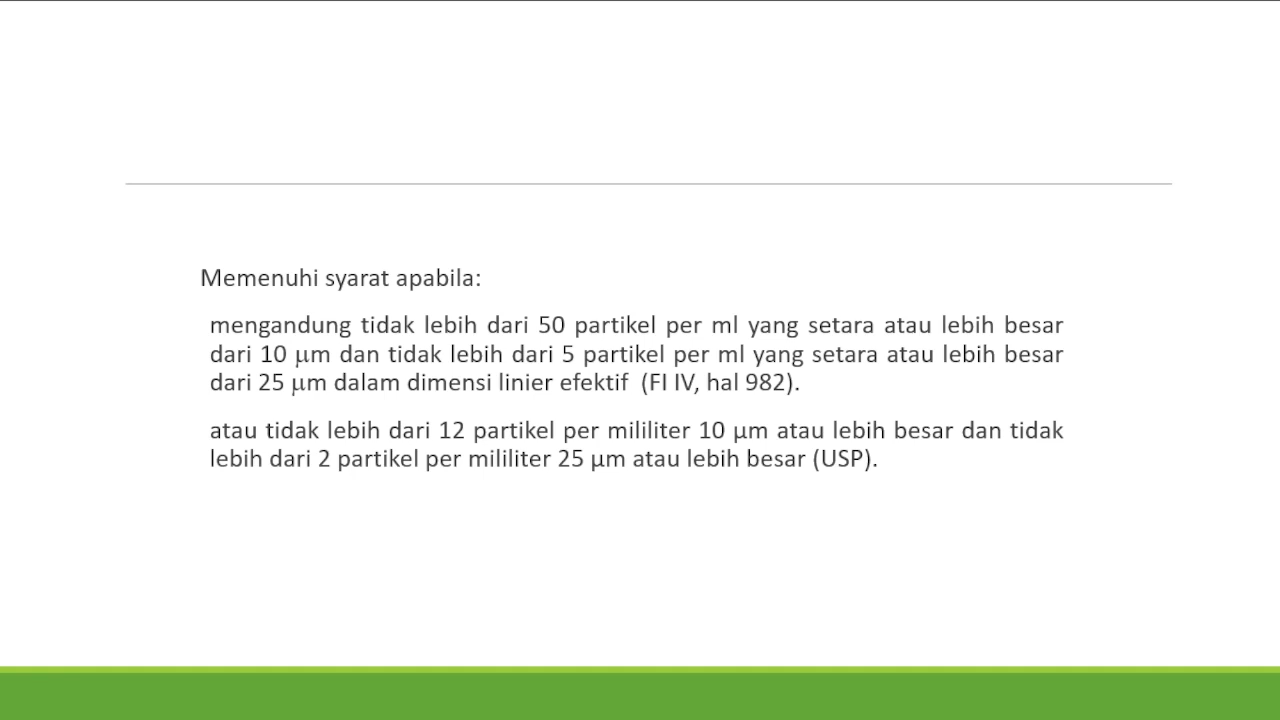 Memenuhi syarat apabila:
mengandung tidak lebih dari 50 partikel per ml yang setara atau lebih besar
dari 10 μm dan tidak lebih dari 5 partikel per ml yang setara atau lebih besar
dari 25 μm dalam dimensi linier efektif  (FI IV, hal 982).
atau tidak lebih dari 12 partikel per mililiter 10 µm atau lebih besar dan tidak
lebih dari 2 partikel per mililiter 25 µm atau lebih besar (USP).